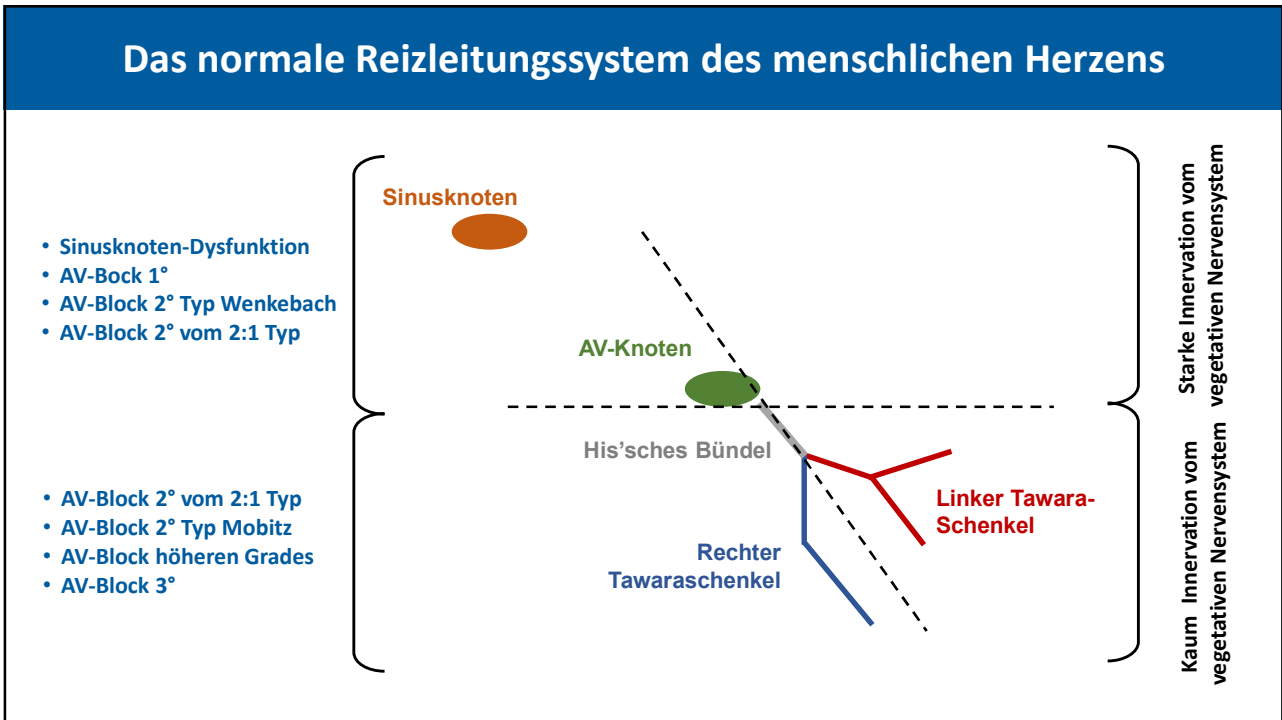 Das normale Reizleitungssystem des menschlichen Herzens
• Sinusknoten-Dysfunktion
• AV-Bock 1°
• AV-Block 2° Typ Wenkebach
• AV-Block 2° vom 2:1 Typ
Sinusknoten
AV-Knoten
Starke Innervation vom
vegetativen Nervensystem
• AV-Block 2° vom 2:1 Typ
• AV-Block 2° Typ Mobitz
• AV-Block höheren Grades
• AV-Block 3°
His’sches Bündel
Linker Tawara-
Schenkel
Rechter
Tawaraschenkel
Kaum Innervation vom
vegetativen Nervensystem